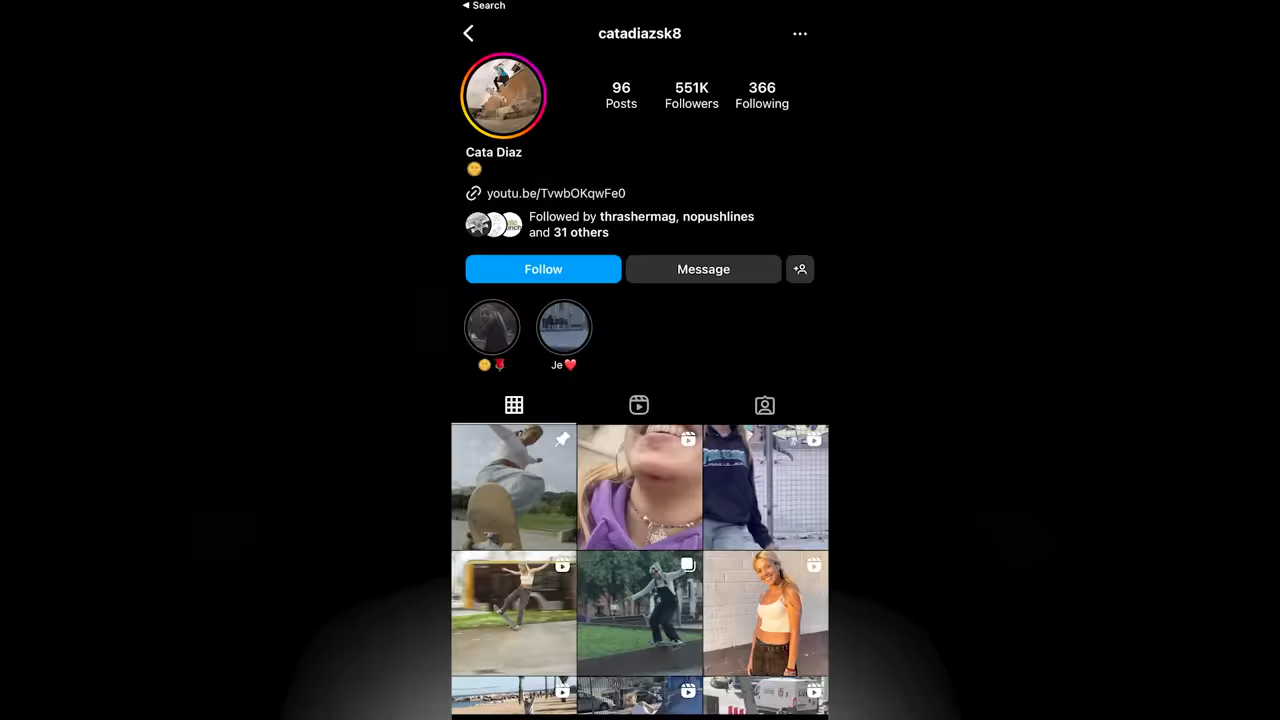 ◀ Search
catadiazsk8
96 551K 366
Posts Followers Following
Cata Diaz
🌞
youtu.be/TvwbOKqwFe0
Followed by thrashermag, nopushlines
and 31 others
Follow Message
🌞🌹 Je❤️